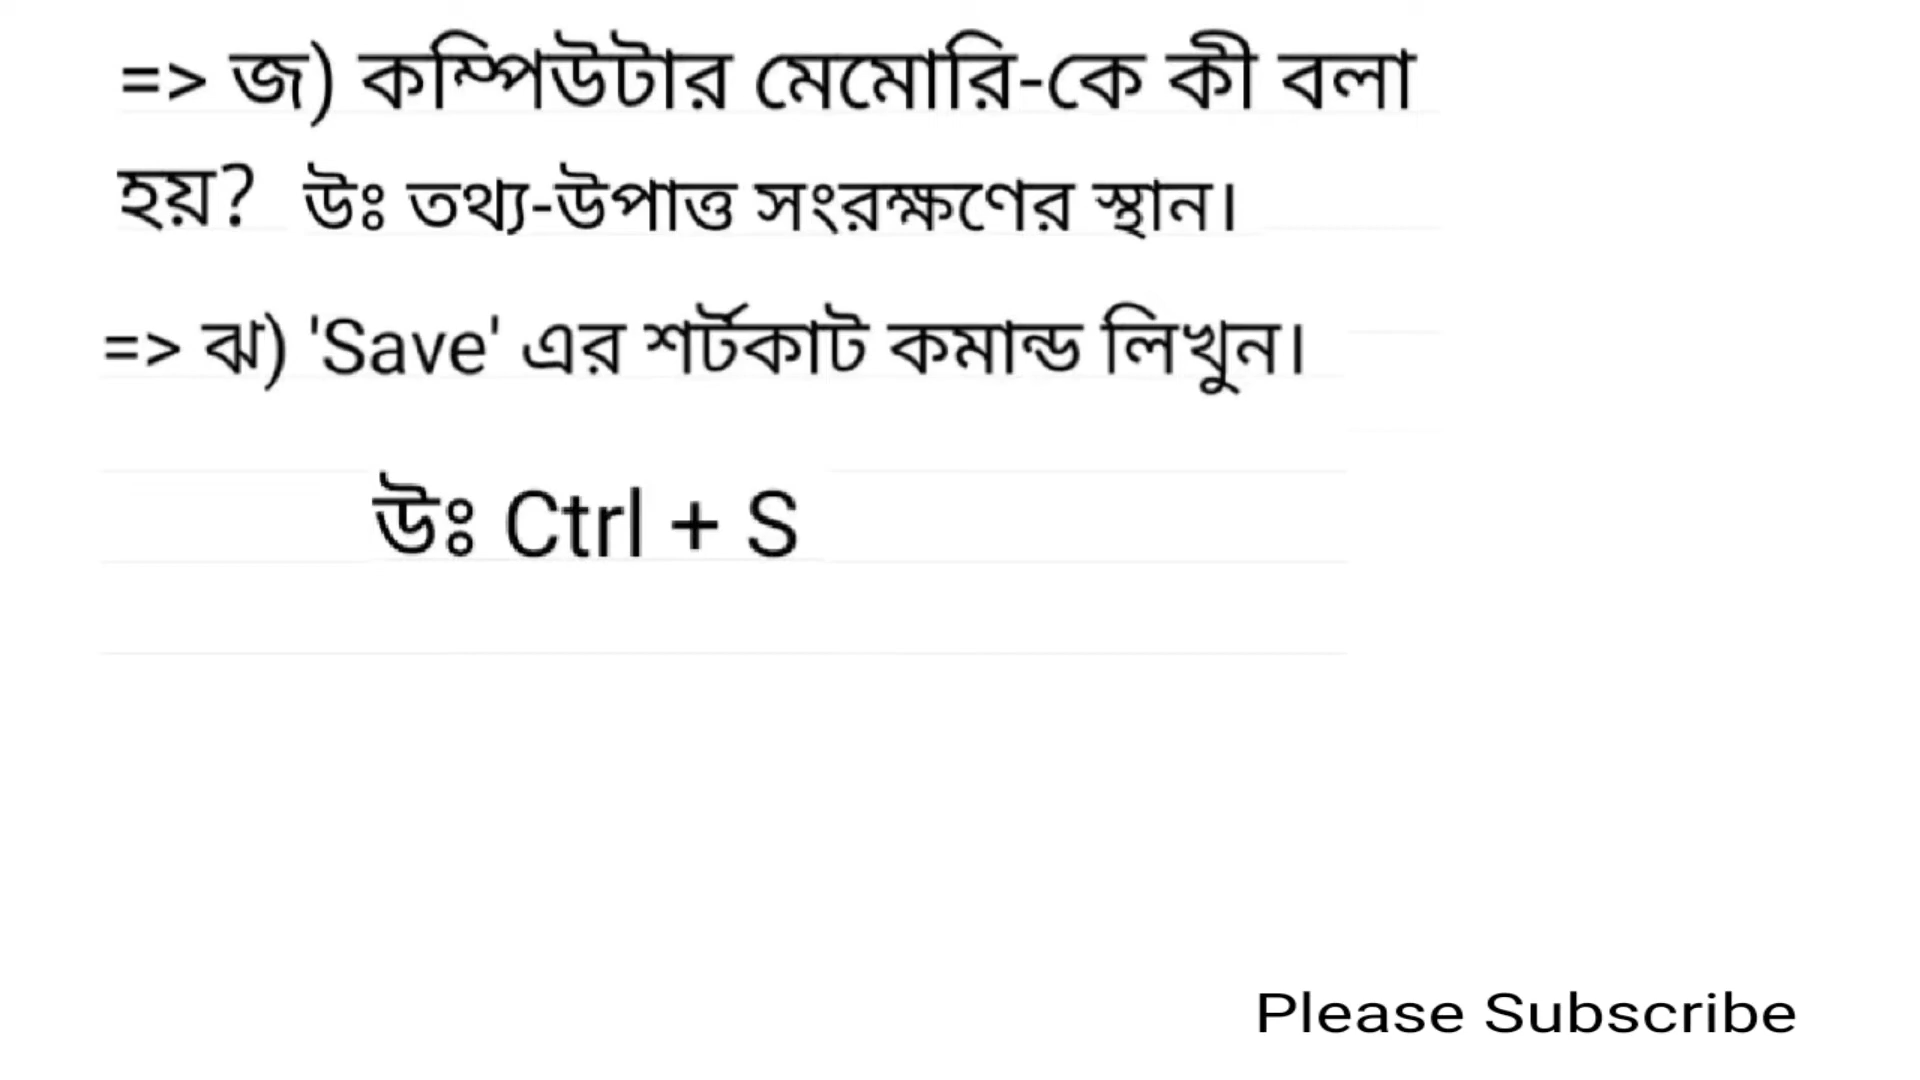 => জ) কম্পিউটার মেমোরি-কে কী বলা
হয়? উঃ তথ্য-উপাত্ত সংরক্ষণের স্থান।
=> ঝ) 'Save' এর শর্টকাট কমান্ড লিখুন।
উঃ Ctrl + S
Please Subscribe